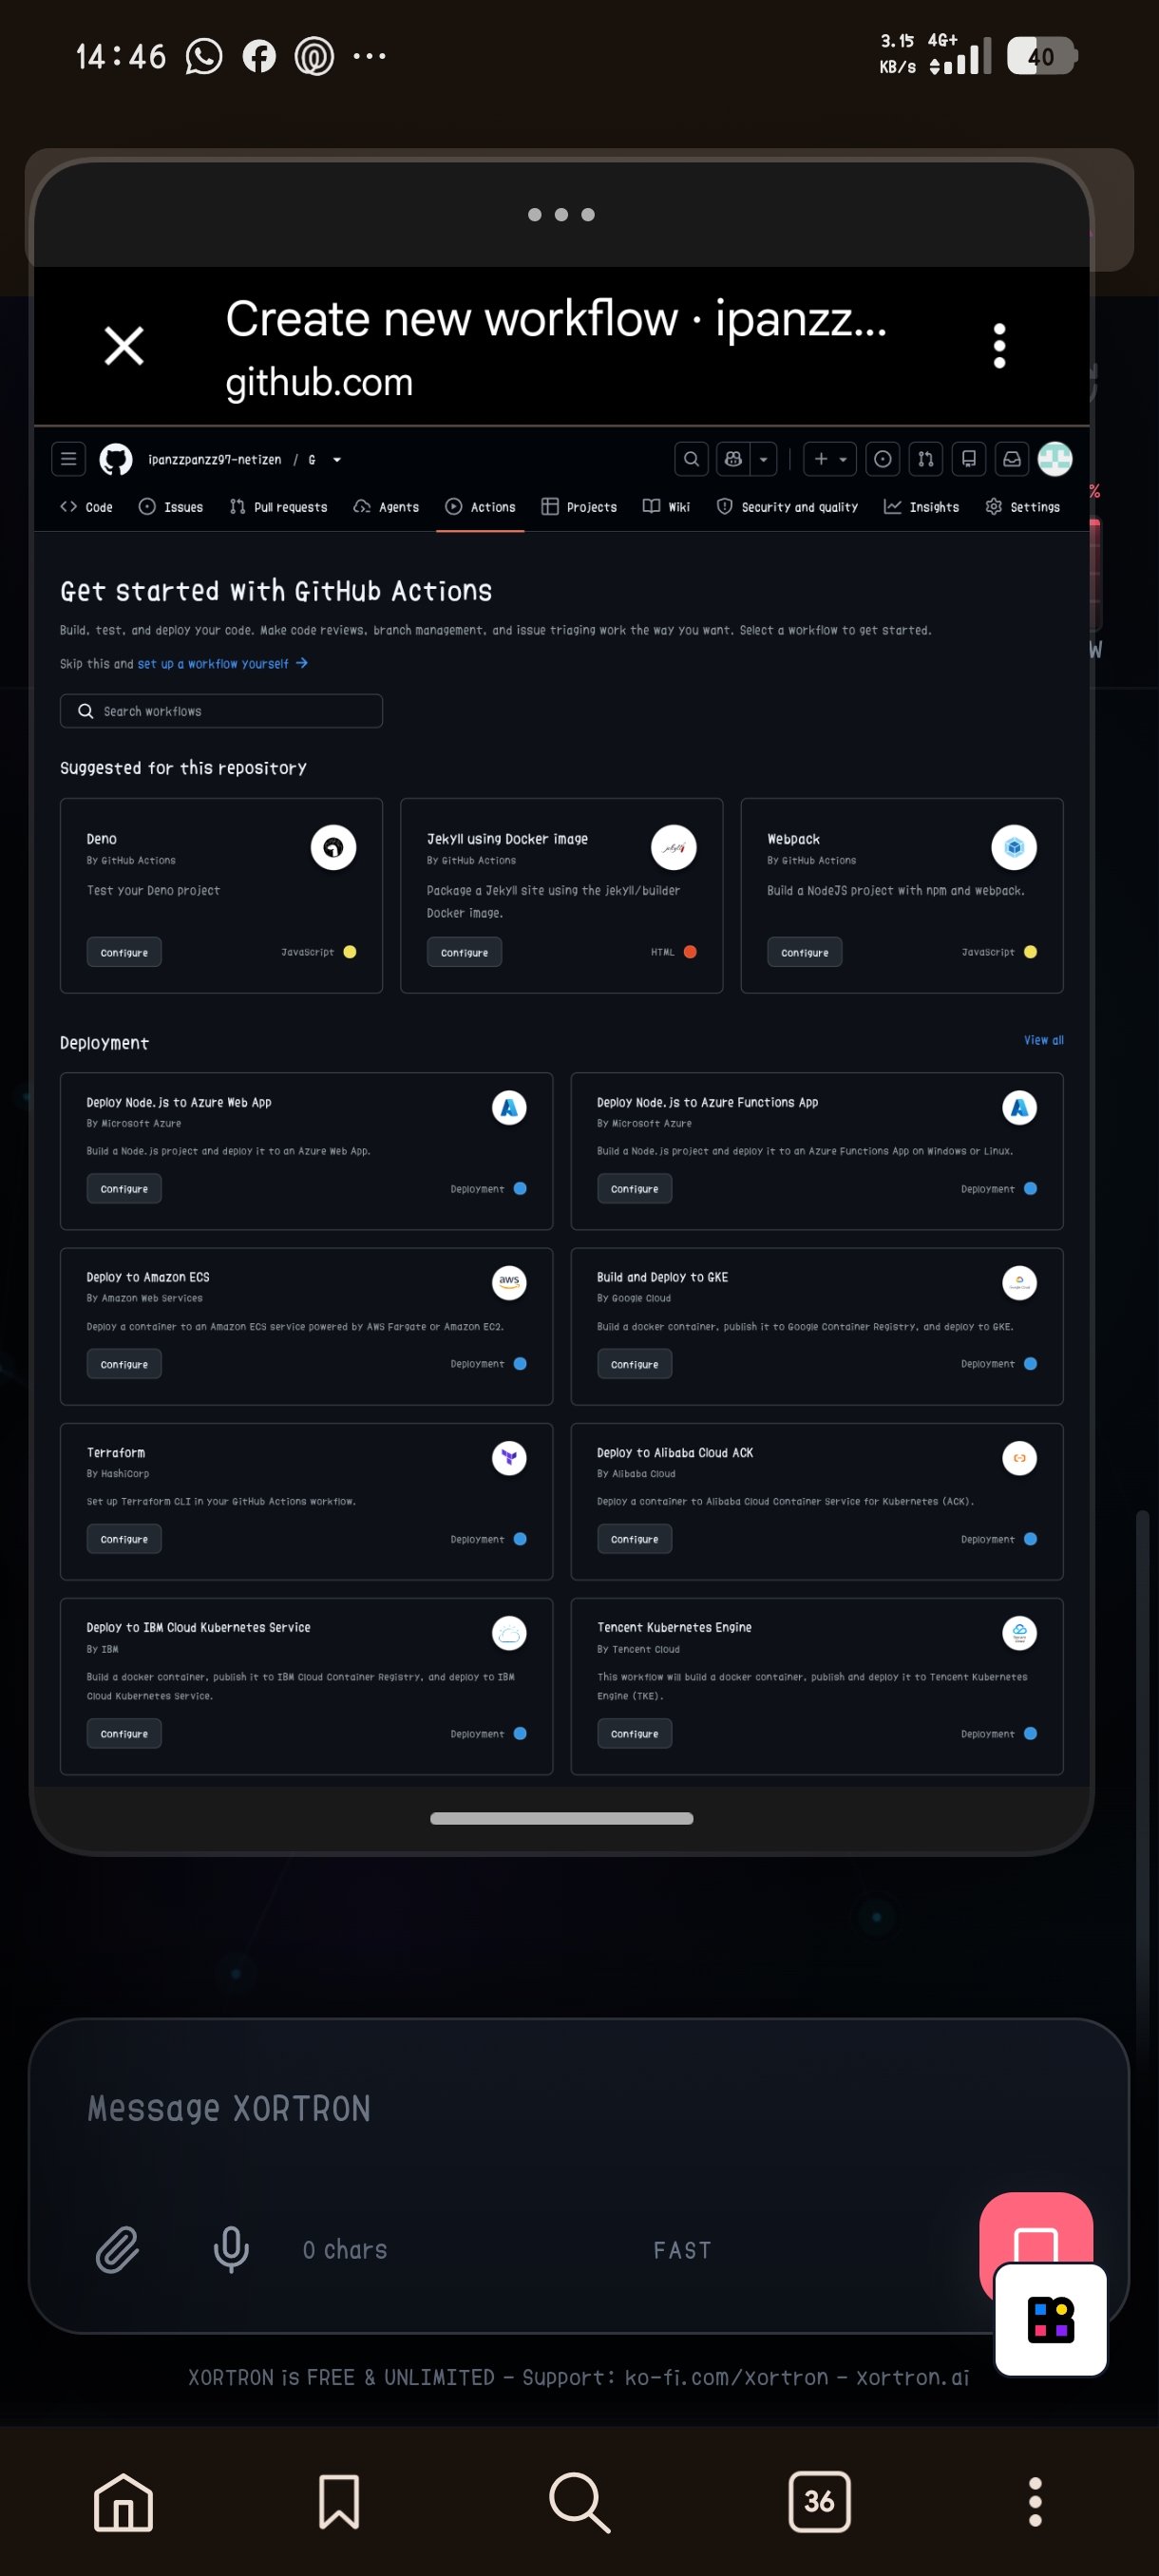 14:46
3.15 KB/s
4G+
40
Create new workflow · ipanzz...
github.com
ipanzzpanzz97-netizen / G
Code Issues Pull requests Agents Actions Projects Wiki Security and quality Insights Settings
%
Get started with GitHub Actions
Build, test, and deploy your code. Make code reviews, branch management, and issue triaging work the way you want. Select a workflow to get started.
W
Skip this and set up a workflow yourself →
Search workflows
Suggested for this repository
Deno
By GitHub Actions
Test your Deno project
Configure
JavaScript
Jekyll using Docker image
By GitHub Actions
Package a Jekyll site using the jekyll/builder
Docker image.
Configure
HTML
Webpack
By GitHub Actions
Build a NodeJS project with npm and webpack.
Configure
JavaScript
Deployment
View all
Deploy Node.js to Azure Web App
By Microsoft Azure
Build a Node.js project and deploy it to an Azure Web App.
Configure
Deployment
Deploy Node.js to Azure Functions App
By Microsoft Azure
Build a Node.js project and deploy it to an Azure Functions App on Windows or Linux.
Configure
Deployment
Deploy to Amazon ECS
By Amazon Web Services
aws
Deploy a container to an Amazon ECS service powered by AWS Fargate or Amazon EC2.
Configure
Deployment
Build and Deploy to GKE
By Google Cloud
Build a docker container, publish it to Google Container Registry, and deploy to GKE.
Configure
Deployment
Terraform
By HashiCorp
Set up Terraform CLI in your GitHub Actions workflow.
Configure
Deployment
Deploy to Alibaba Cloud ACK
By Alibaba Cloud
Deploy a container to Alibaba Cloud Container Service for Kubernetes (ACK).
Configure
Deployment
Deploy to IBM Cloud Kubernetes Service
By IBM
Build a docker container, publish it to IBM Cloud Container Registry, and deploy to IBM
Cloud Kubernetes Service.
Configure
Deployment
Tencent Kubernetes Engine
By Tencent Cloud
This workflow will build a docker container, publish and deploy it to Tencent Kubernetes
Engine (TKE).
Configure
Deployment
Message XORTRON
0 chars
FAST
XORTRON is FREE & UNLIMITED - Support: ko-fi.com/xortron - xortron.ai
36